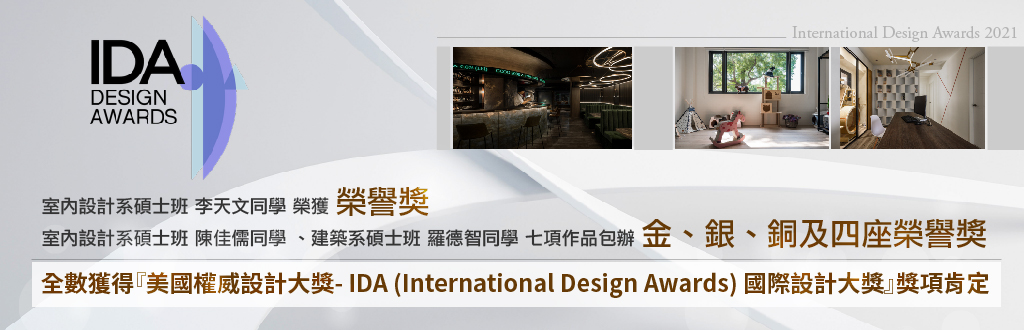 International Design Awards 2021
IDA
DESIGN
AWARDS
室內設計系碩士班 李天文同學 榮獲 榮譽獎
室內設計系碩士班 陳佳儒同學 、建築系碩士班 羅德智同學 七項作品包辦 金、銀、銅及四座榮譽獎
全數獲得『美國權威設計大獎- IDA (International Design Awards) 國際設計大獎』獎項肯定